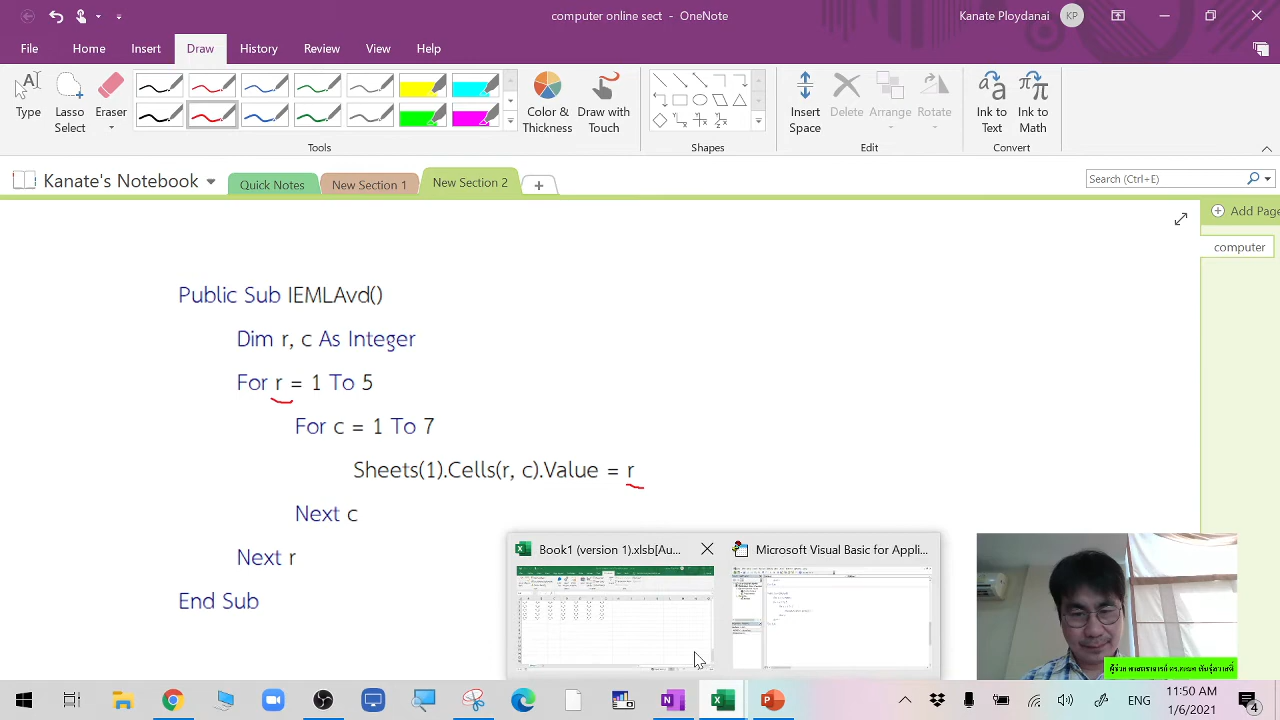 computer online sect - OneNote
Kanate Ploydanai
KP
File
Home
Insert
Draw
History
Review
View
Help
Type
Lasso Select
Eraser
Color & Thickness
Draw with Touch
Insert Space
Delete
Arrange
Rotate
Ink to Text
Ink to Math
Tools
Shapes
Edit
Convert
Kanate's Notebook
Quick Notes
New Section 1
New Section 2
Search (Ctrl+E)
Add Page
computer
Public Sub IEMLAvd()
Dim r, c As Integer
For r = 1 To 5
For c = 1 To 7
Sheets(1).Cells(r, c).Value = r
Next c
Next r
End Sub
Book1 (version 1).xlsb[Au...
Microsoft Visual Basic for Appli...
ENG
11:50 AM
1/6/2021
4